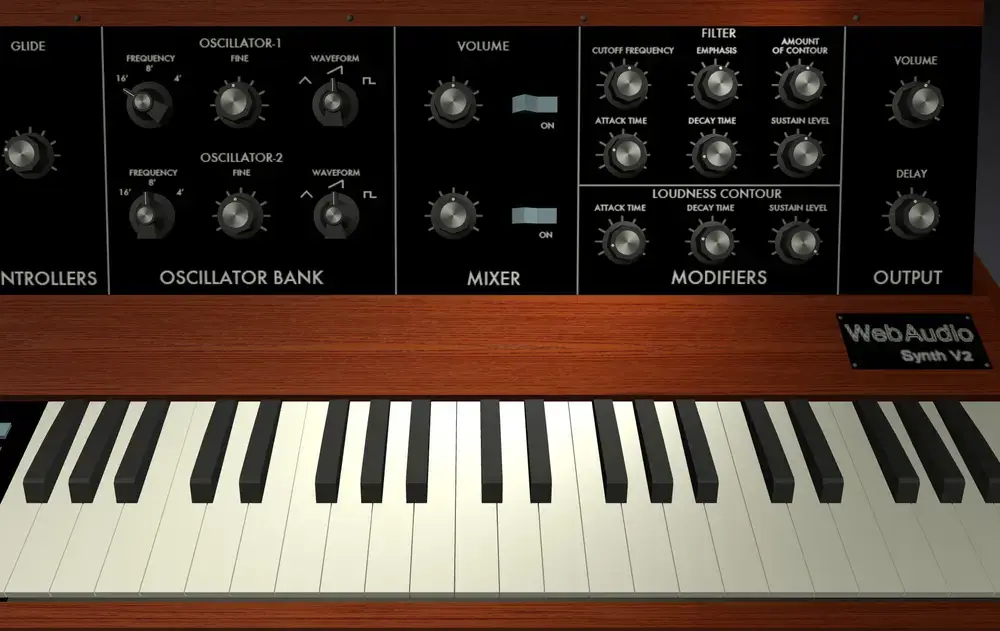 GLIDE
NTROLLERS
OSCILLATOR-1
FREQUENCY
16' 8' 4'
FINE
WAVEFORM
OSCILLATOR-2
FREQUENCY
16' 8' 4'
FINE
WAVEFORM
OSCILLATOR BANK
VOLUME
ON
ON
MIXER
FILTER
CUTOFF FREQUENCY
EMPHASIS
AMOUNT
OF CONTOUR
ATTACK TIME
DECAY TIME
SUSTAIN LEVEL
LOUDNESS CONTOUR
ATTACK TIME
DECAY TIME
SUSTAIN LEVEL
MODIFIERS
VOLUME
DELAY
OUTPUT
WebAudio
Synth V2